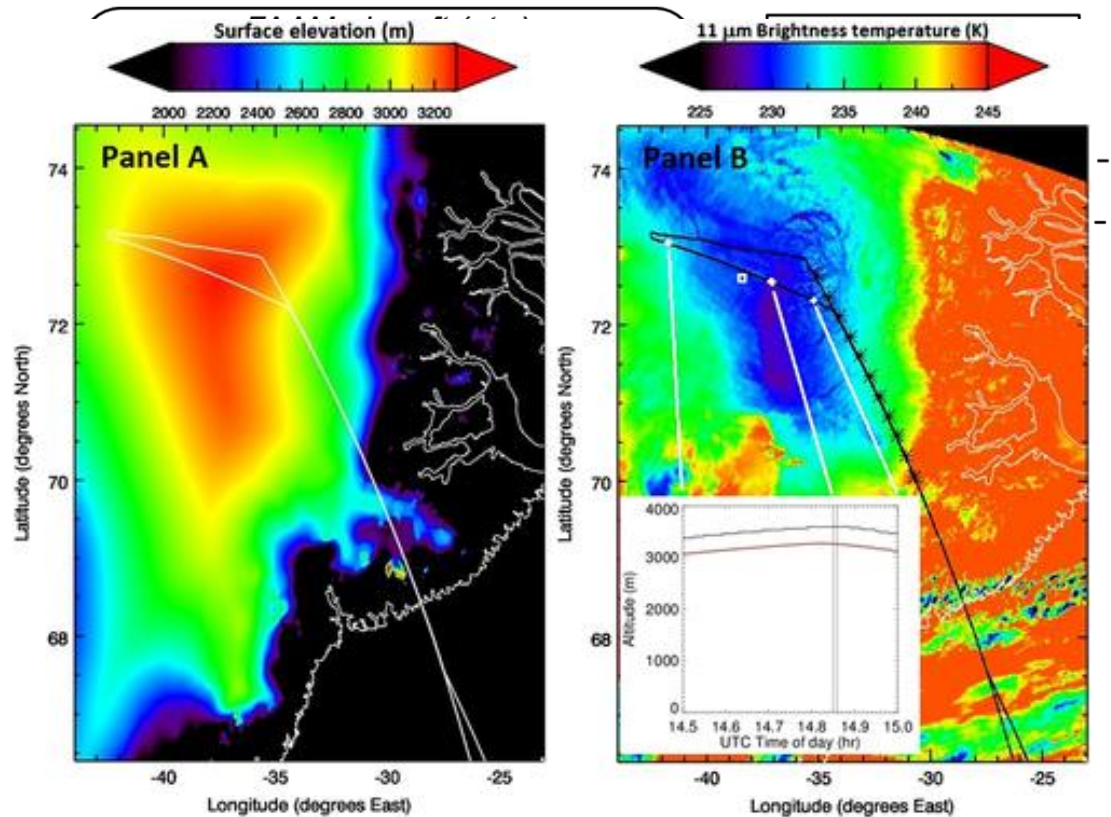 Surface elevation (m)
2000 2200 2400 2600 2800 3000 3200
Panel A
74
72
70
68
Latitude (degrees North)
-40 -35 -30 -25
Longitude (degrees East)
11 µm Brightness temperature (K)
225 230 235 240 245
Panel B
74
72
70
68
Latitude (degrees North)
4000
3000
2000
1000
0
Altitude (m)
14.5 14.6 14.7 14.8 14.9 15.0
UTC Time of day (hr)
-40 -35 -30 -25
Longitude (degrees East)